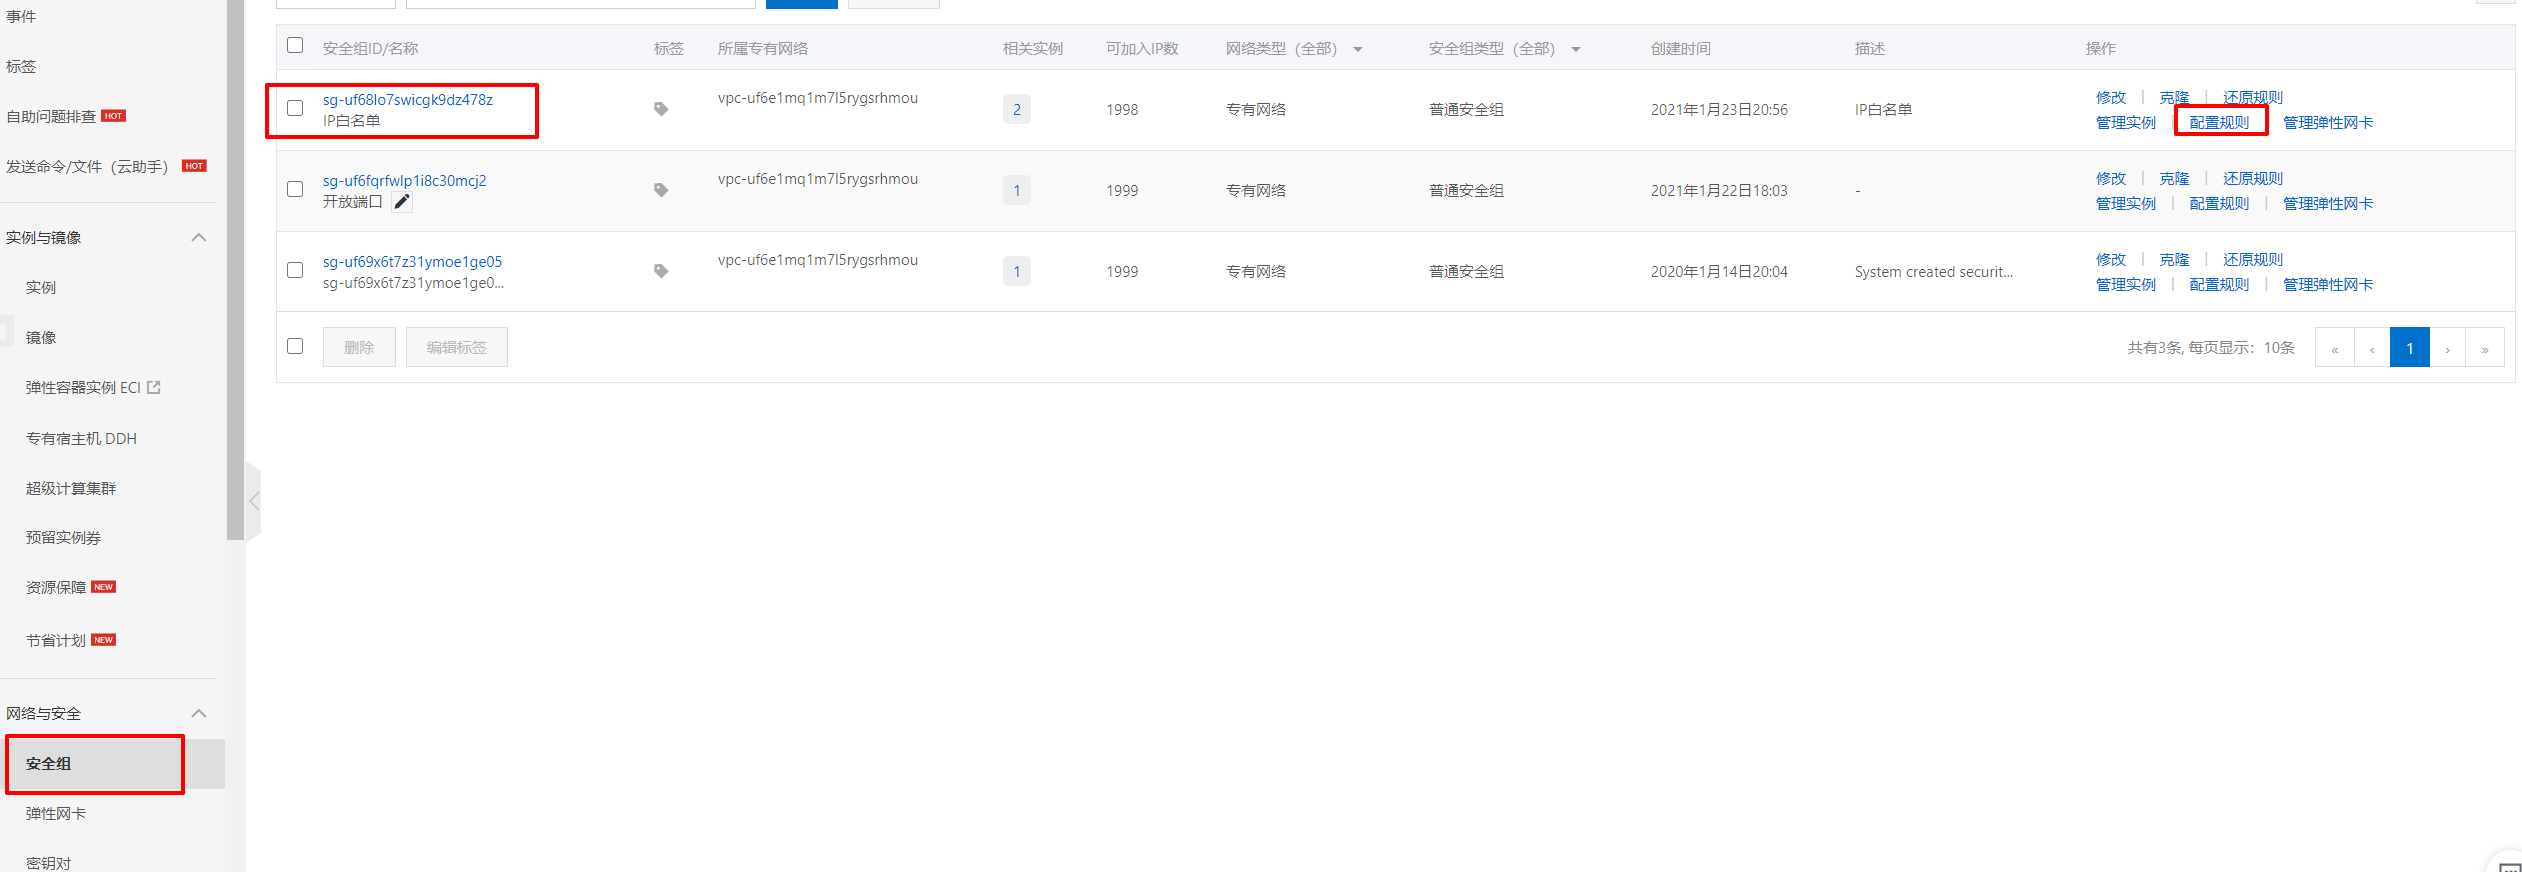 事件
标签
自助问题排查 HOT
发送命令/文件（云助手） HOT
实例与镜像
实例
镜像
弹性容器实例 ECI
专有宿主机 DDH
超级计算集群
预留实例券
资源保障 NEW
节省计划 NEW
网络与安全
安全组
弹性网卡
密钥对
安全组ID/名称 标签 所属专有网络 相关实例 可加入IP数 网络类型（全部） 安全组类型（全部） 创建时间 描述 操作
sg-uf68lo7swicgk9dz478z
IP白名单
vpc-uf6e1mq1m7l5rygsrhmou 2 1998 专有网络 普通安全组 2021年1月23日20:56 IP白名单
修改 | 克隆 | 还原规则
管理实例 | 配置规则 管理弹性网卡
sg-uf6fqrfwlp1i8c30mcj2
开放端口
vpc-uf6e1mq1m7l5rygsrhmou 1 1999 专有网络 普通安全组 2021年1月22日18:03 -
修改 | 克隆 | 还原规则
管理实例 | 配置规则 | 管理弹性网卡
sg-uf69x6t7z31ymoe1ge05
sg-uf69x6t7z31ymoe1ge0...
vpc-uf6e1mq1m7l5rygsrhmou 1 1999 专有网络 普通安全组 2020年1月14日20:04 System created securit...
修改 | 克隆 | 还原规则
管理实例 | 配置规则 | 管理弹性网卡
删除 编辑标签 共有3条, 每页显示：10条 « ‹ 1 › »